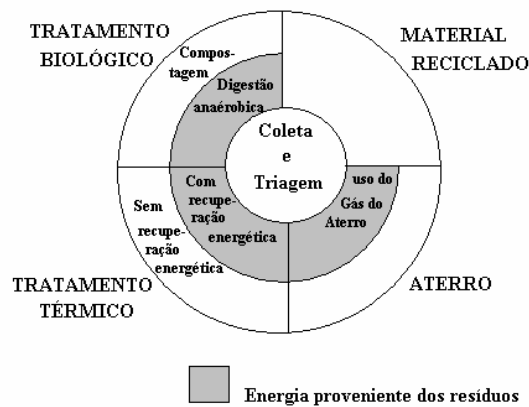 TRATAMENTO
BIOLÓGICO
MATERIAL
RECICLADO
Compos-
tagem
Digestão
anaérobica
Coleta
e
Triagem
Com
recupe-
ração
energética
uso do
Gás do
Aterro
Sem
recupe-
ração
energética
TRATAMENTO
TÉRMICO
ATERRO
Energia proveniente dos resíduos